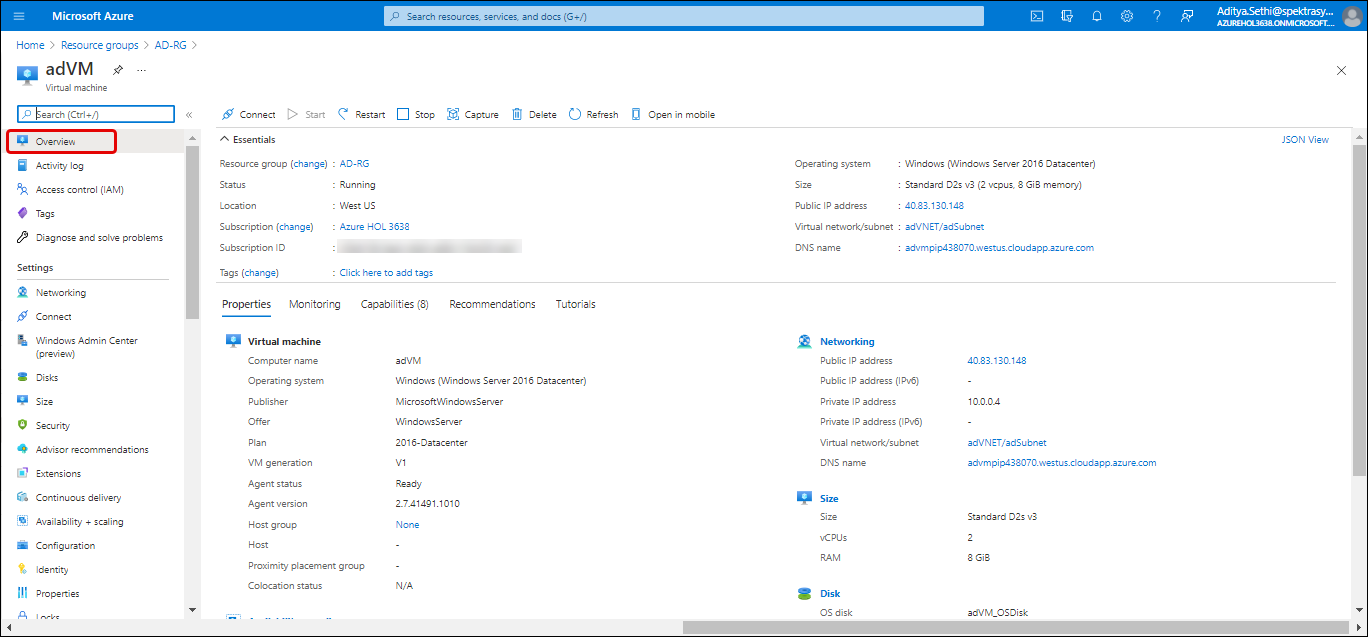 Microsoft Azure
Search resources, services, and docs (G+/)
Aditya.Sethi@spektrasy...
AZUREHOL3638.ONMICROSOFT....
Home > Resource groups > AD-RG >
adVM
Virtual machine
Search (Ctrl+/)
Connect Start Restart Stop Capture Delete Refresh Open in mobile
Overview
Activity log
Access control (IAM)
Tags
Diagnose and solve problems
Settings
Networking
Connect
Windows Admin Center
(preview)
Disks
Size
Security
Advisor recommendations
Extensions
Continuous delivery
Availability + scaling
Configuration
Identity
Properties
Locks
Essentials
JSON View
Resource group (change) : AD-RG
Status : Running
Location : West US
Subscription (change) : Azure HOL 3638
Subscription ID :
Tags (change) : Click here to add tags
Operating system : Windows (Windows Server 2016 Datacenter)
Size : Standard D2s v3 (2 vcpus, 8 GiB memory)
Public IP address : 40.83.130.148
Virtual network/subnet : adVNET/adSubnet
DNS name : advmpip438070.westus.cloudapp.azure.com
Properties Monitoring Capabilities (8) Recommendations Tutorials
Virtual machine
Computer name adVM
Operating system Windows (Windows Server 2016 Datacenter)
Publisher MicrosoftWindowsServer
Offer WindowsServer
Plan 2016-Datacenter
VM generation V1
Agent status Ready
Agent version 2.7.41491.1010
Host group None
Host -
Proximity placement group -
Colocation status N/A
Networking
Public IP address 40.83.130.148
Public IP address (IPv6) -
Private IP address 10.0.0.4
Private IP address (IPv6) -
Virtual network/subnet adVNET/adSubnet
DNS name advmpip438070.westus.cloudapp.azure.com
Size
Size Standard D2s v3
vCPUs 2
RAM 8 GiB
Disk
OS disk adVM_OSDisk